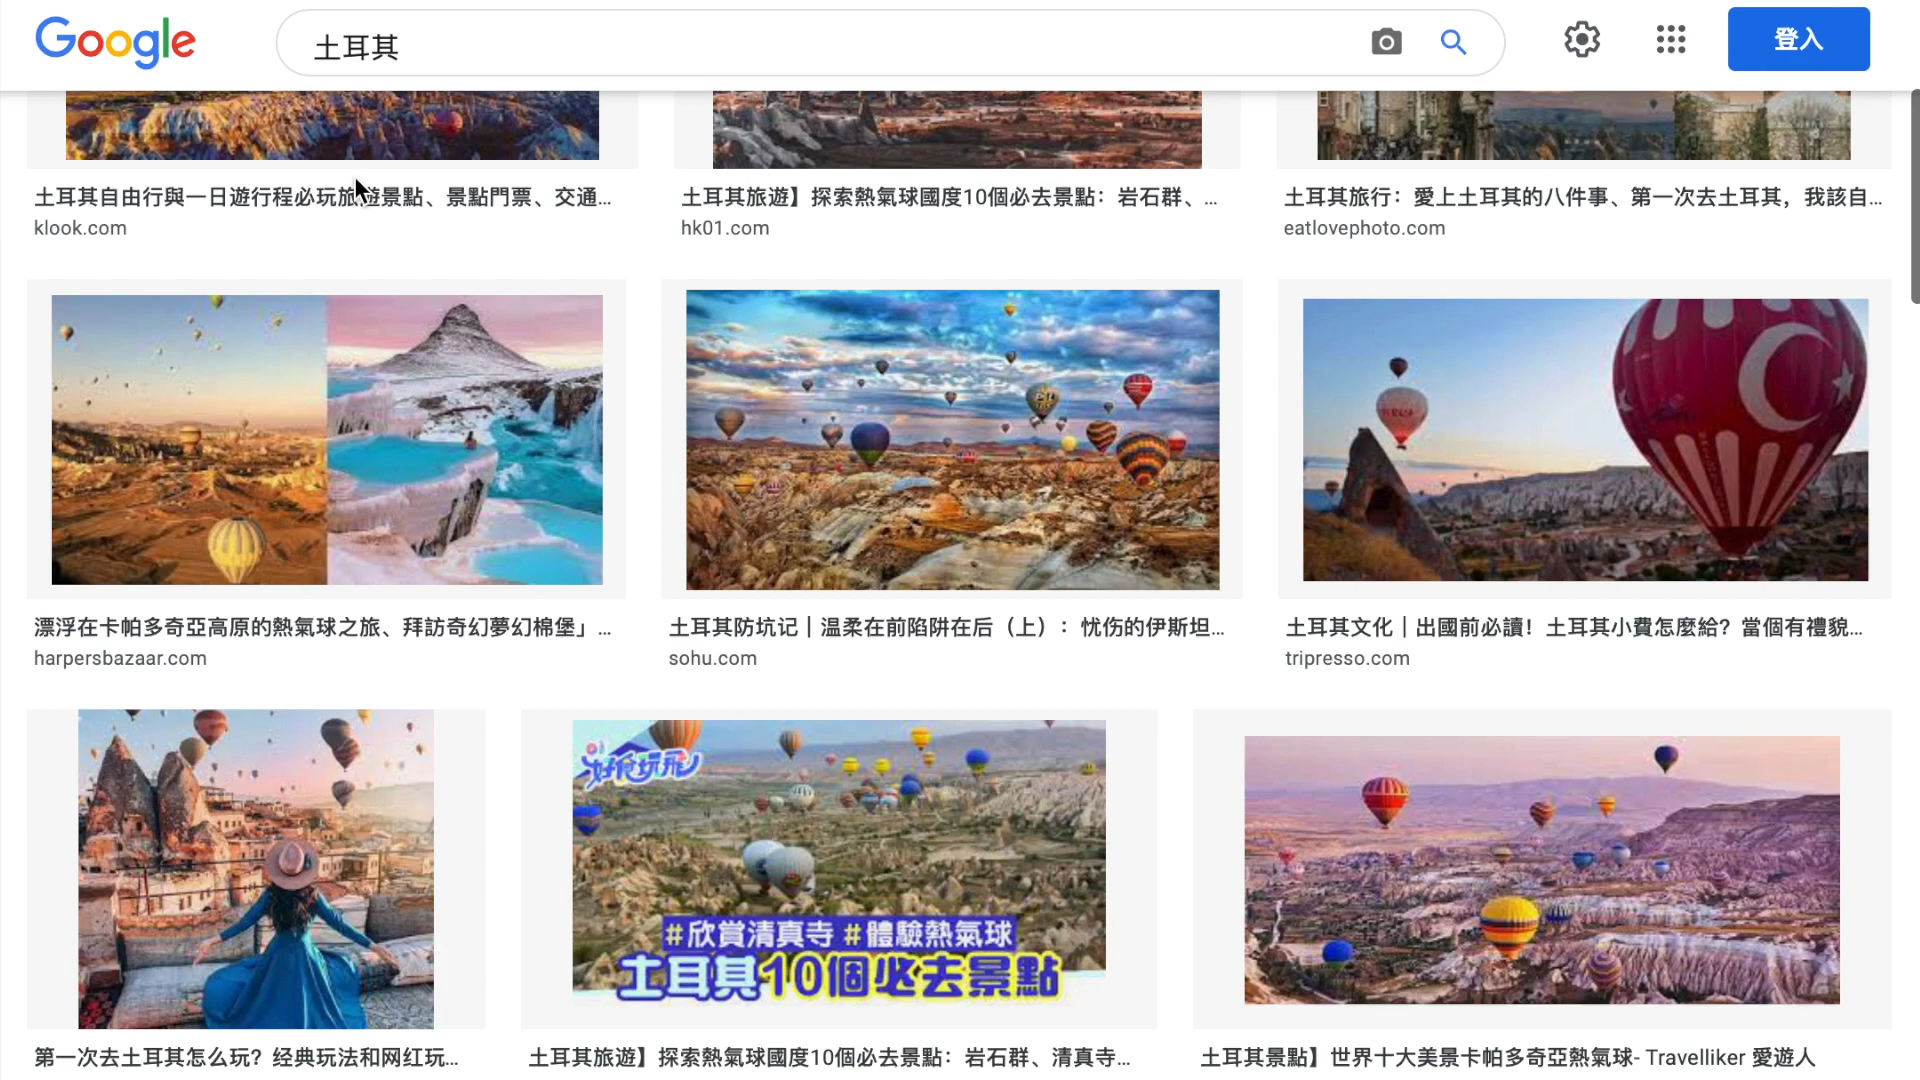 Google
土耳其
登入
土耳其自由行與一日遊行程必玩旅遊景點、景點門票、交通...
klook.com
土耳其旅遊】探索熱氣球國度10個必去景點：岩石群、...
hk01.com
土耳其旅行：愛上土耳其的八件事、第一次去土耳其，我該自...
eatlovephoto.com
漂浮在卡帕多奇亞高原的熱氣球之旅、拜訪奇幻夢幻棉堡」...
harpersbazaar.com
土耳其防坑记｜温柔在前陷阱在后（上）：忧伤的伊斯坦...
sohu.com
土耳其文化｜出國前必讀！土耳其小費怎麼給？當個有禮貌...
tripresso.com
好食玩飛
#欣賞清真寺 #體驗熱氣球
土耳其10個必去景點
第一次去土耳其怎么玩？经典玩法和网红玩...
土耳其旅遊】探索熱氣球國度10個必去景點：岩石群、清真寺...
土耳其景點】世界十大美景卡帕多奇亞熱氣球- Travelliker 愛遊人